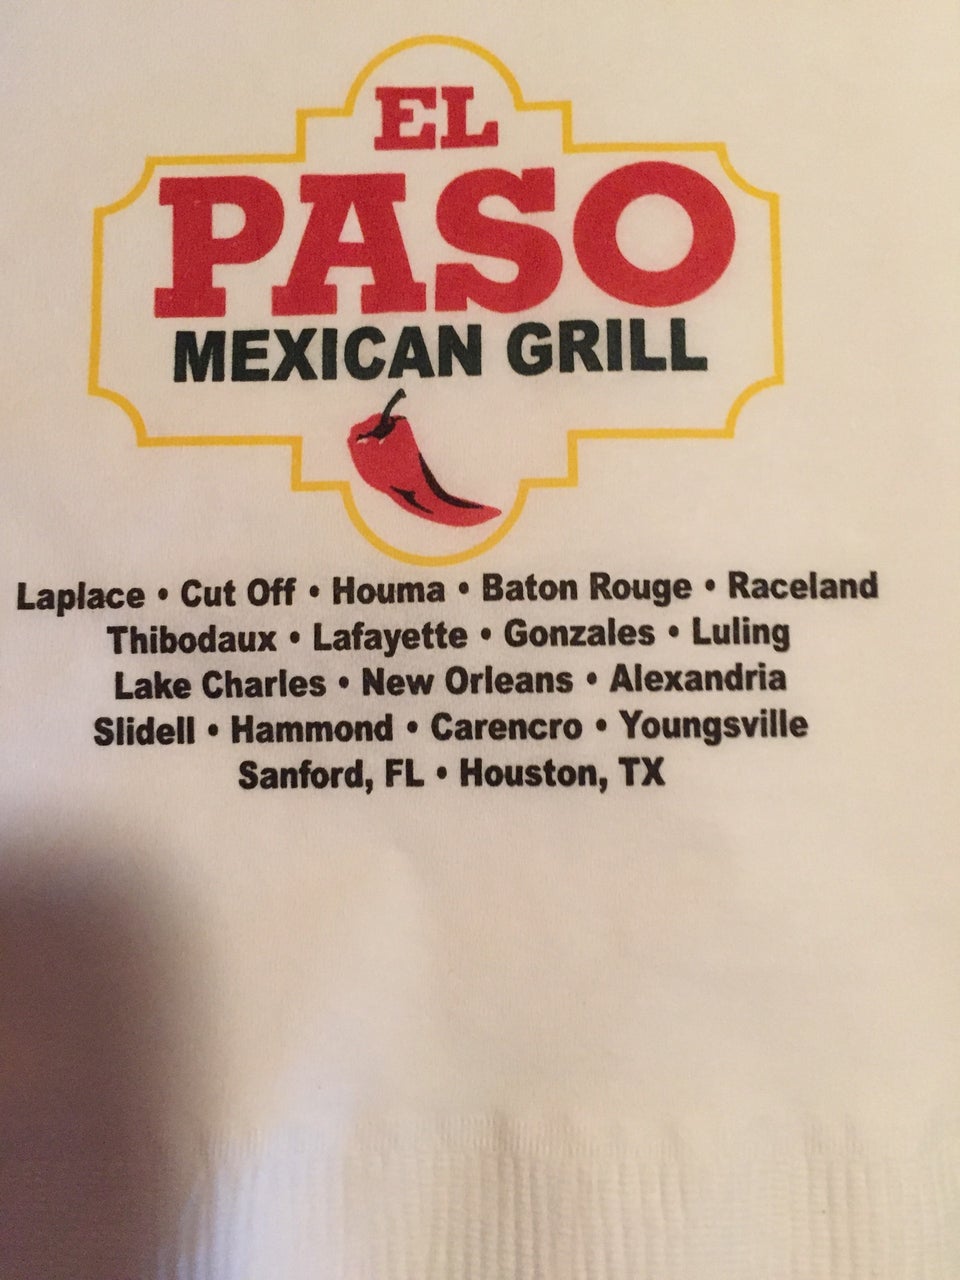 EL
PASO
MEXICAN GRILL
Laplace • Cut Off • Houma • Baton Rouge • Raceland
Thibodaux • Lafayette • Gonzales • Luling
Lake Charles • New Orleans • Alexandria
Slidell • Hammond • Carencro • Youngsville
Sanford, FL • Houston, TX